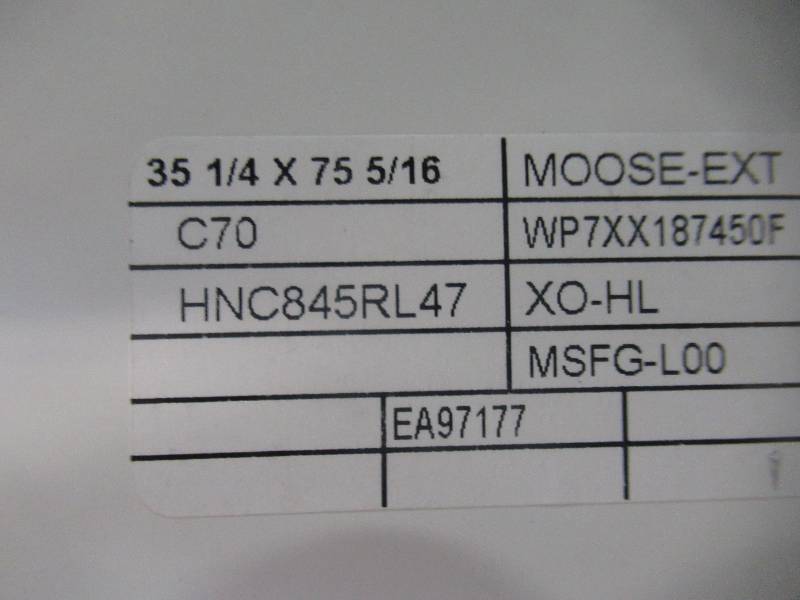 35 1/4 X 75 5/16 MOOSE-EXT
C70 WP7XX187450F
HNC845RL47 XO-HL
MSFG-L00
EA97177